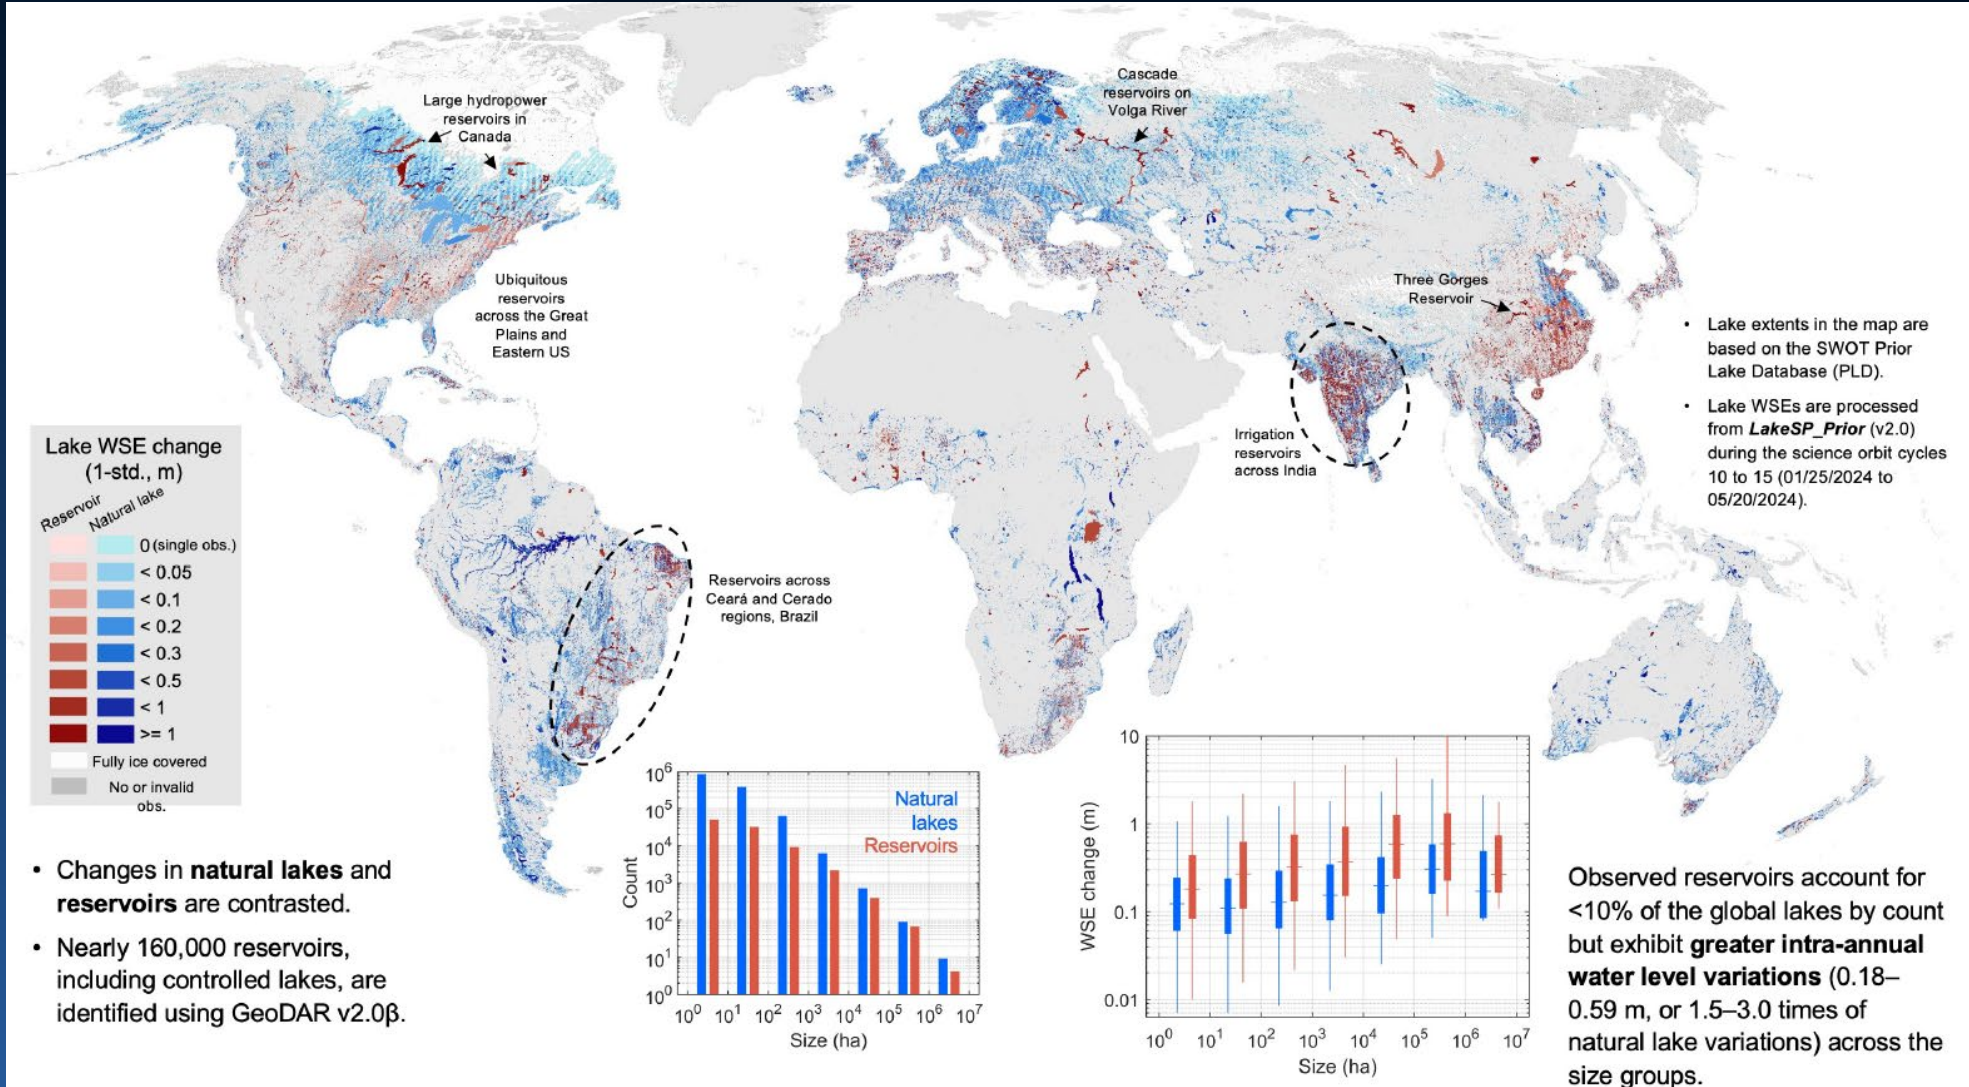 Large hydropower
reservoirs in
Canada
Cascade
reservoirs on
Volga River
Ubiquitous
reservoirs
across the Great
Plains and
Eastern US
Three Gorges
Reservoir
Irrigation
reservoirs
across India
Reservoirs across
Ceará and Cerado
regions, Brazil
• Lake extents in the map are
based on the SWOT Prior
Lake Database (PLD).
• Lake WSEs are processed
from LakeSP_Prior (v2.0)
during the science orbit cycles
10 to 15 (01/25/2024 to
05/20/2024).
Lake WSE change
(1-std., m)
Reservoir
Natural lake
0 (single obs.)
< 0.05
< 0.1
< 0.2
< 0.3
< 0.5
< 1
>= 1
Fully ice covered
No or invalid
obs.
• Changes in natural lakes and
reservoirs are contrasted.
• Nearly 160,000 reservoirs,
including controlled lakes, are
identified using GeoDAR v2.0β.
Count
10⁶
10⁵
10⁴
10³
10²
10¹
10⁰
Natural
lakes
Reservoirs
10⁰ 10¹ 10² 10³ 10⁴ 10⁵ 10⁶ 10⁷
Size (ha)
WSE change (m)
10
1
0.1
0.01
10⁰ 10¹ 10² 10³ 10⁴ 10⁵ 10⁶ 10⁷
Size (ha)
Observed reservoirs account for
<10% of the global lakes by count
but exhibit greater intra-annual
water level variations (0.18–
0.59 m, or 1.5–3.0 times of
natural lake variations) across the
size groups.